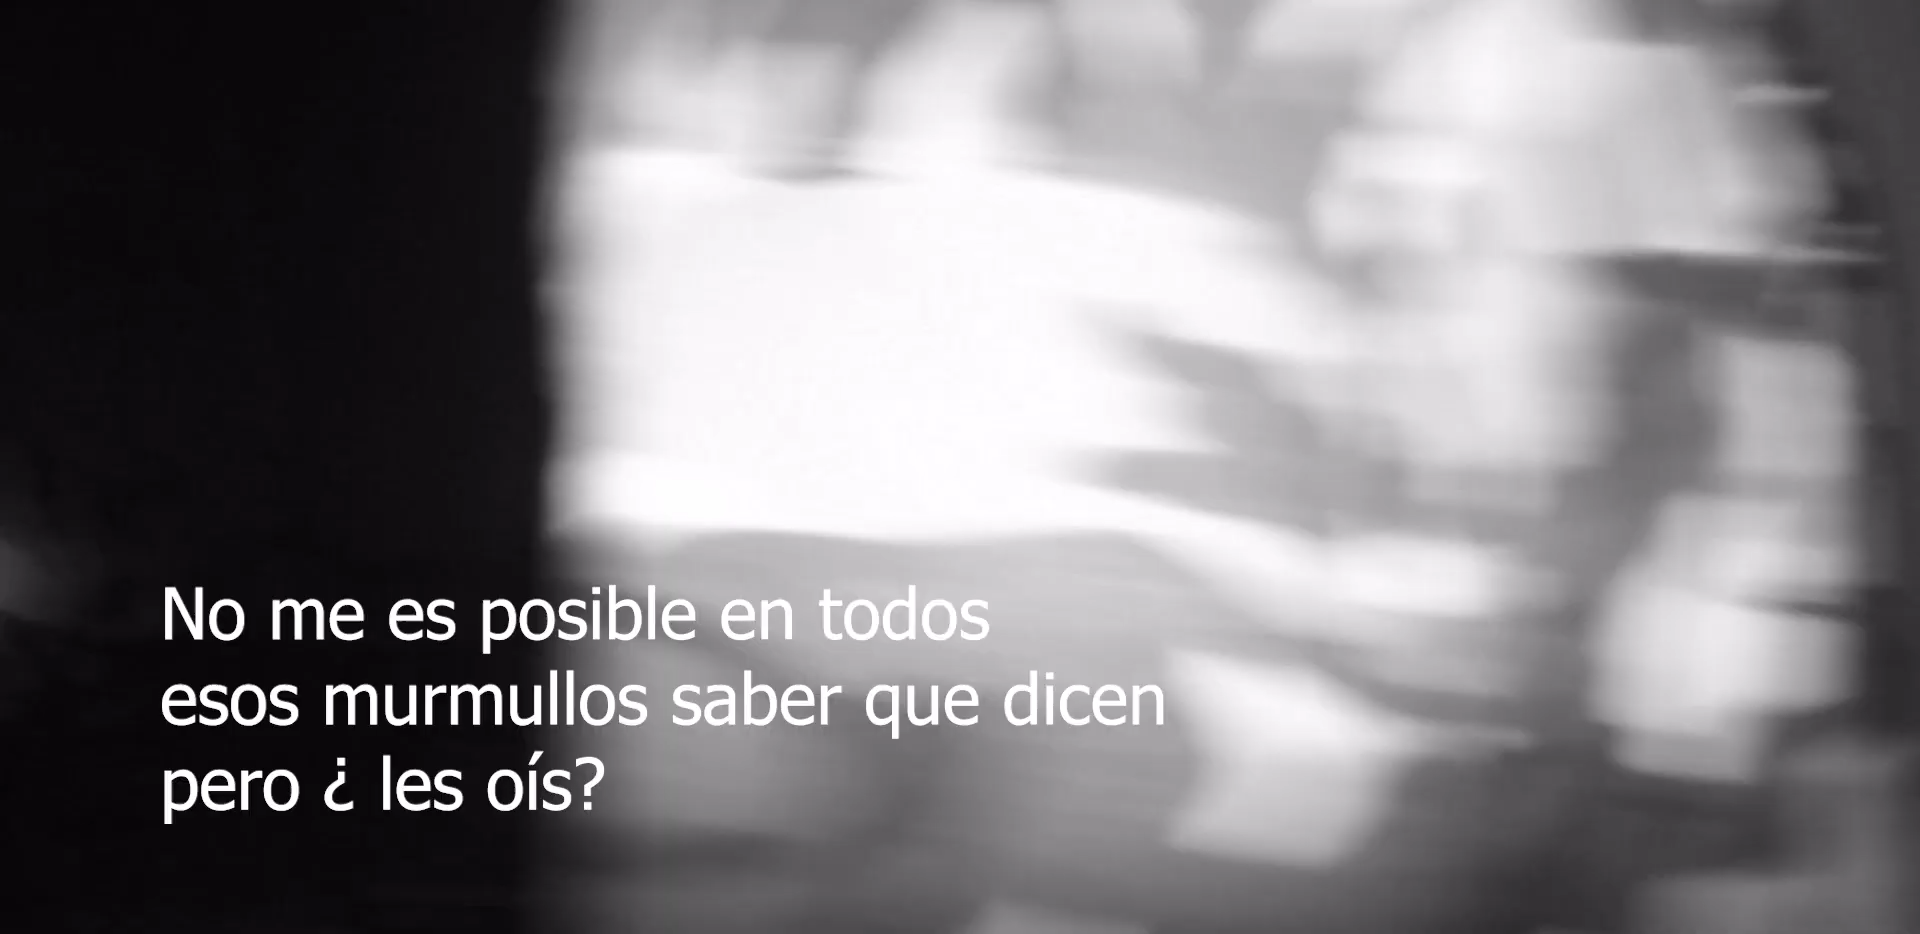 No me es posible en todos
esos murmullos saber que dicen
pero ¿ les oís?